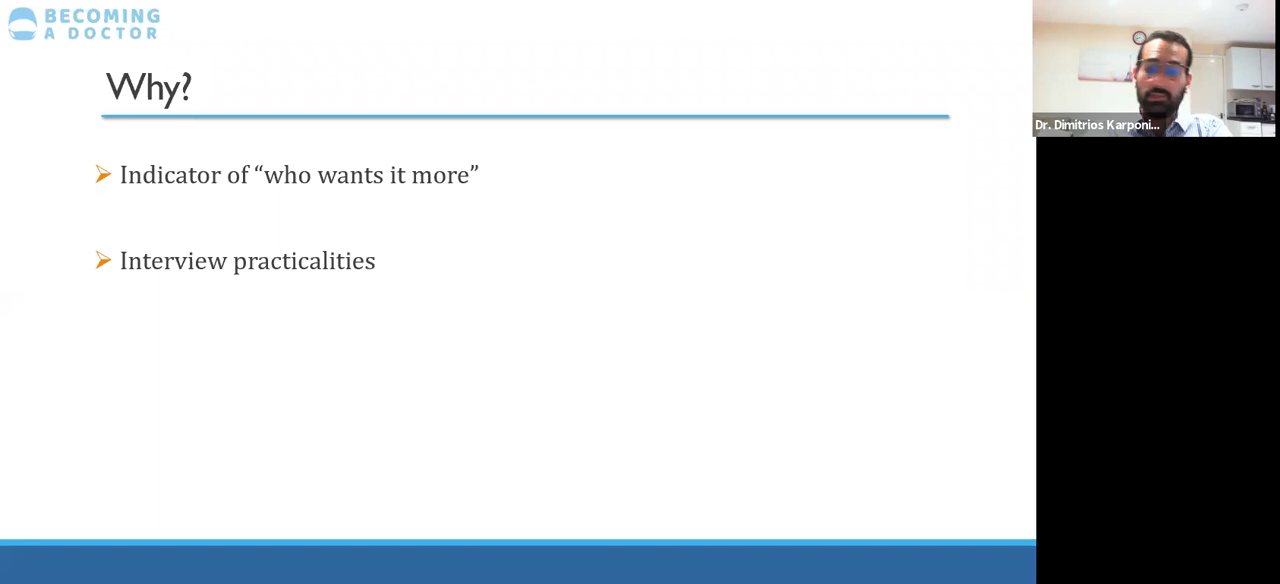 BECOMING
A DOCTOR
Why?
Indicator of “who wants it more”
Interview practicalities
Dr. Dimitrios Karponi...